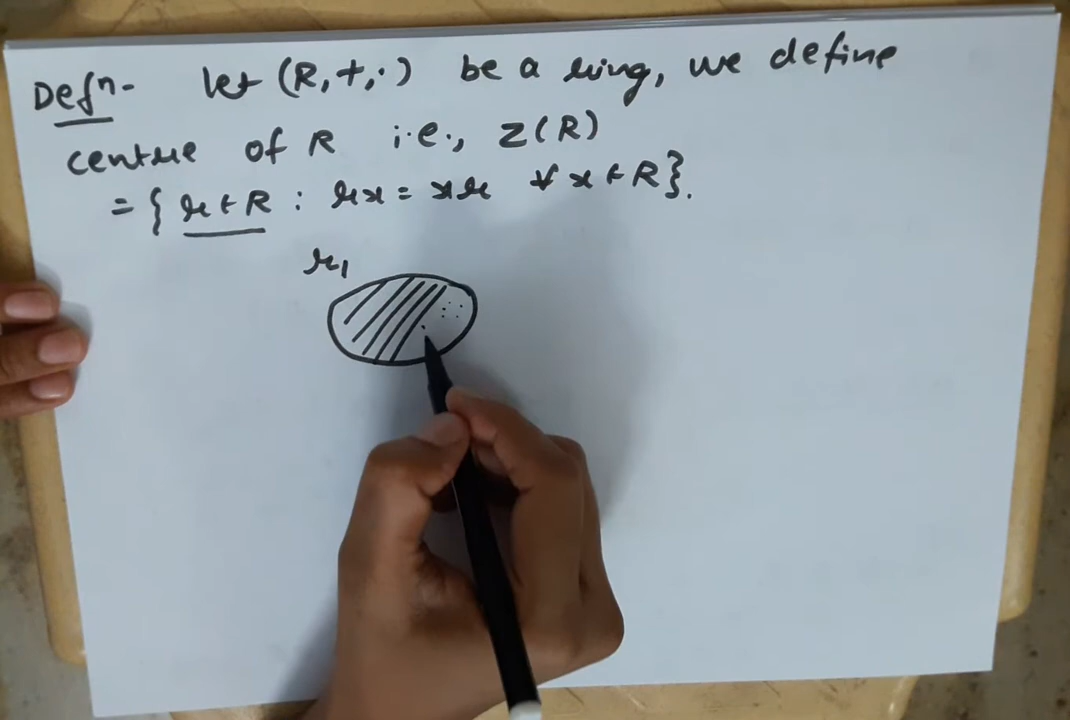 Defn- let (R,+,·) be a ring, we define
centre of R i.e., Z(R)
= { r ∈ R : rx = xr ∀ x ∈ R }.
r₁